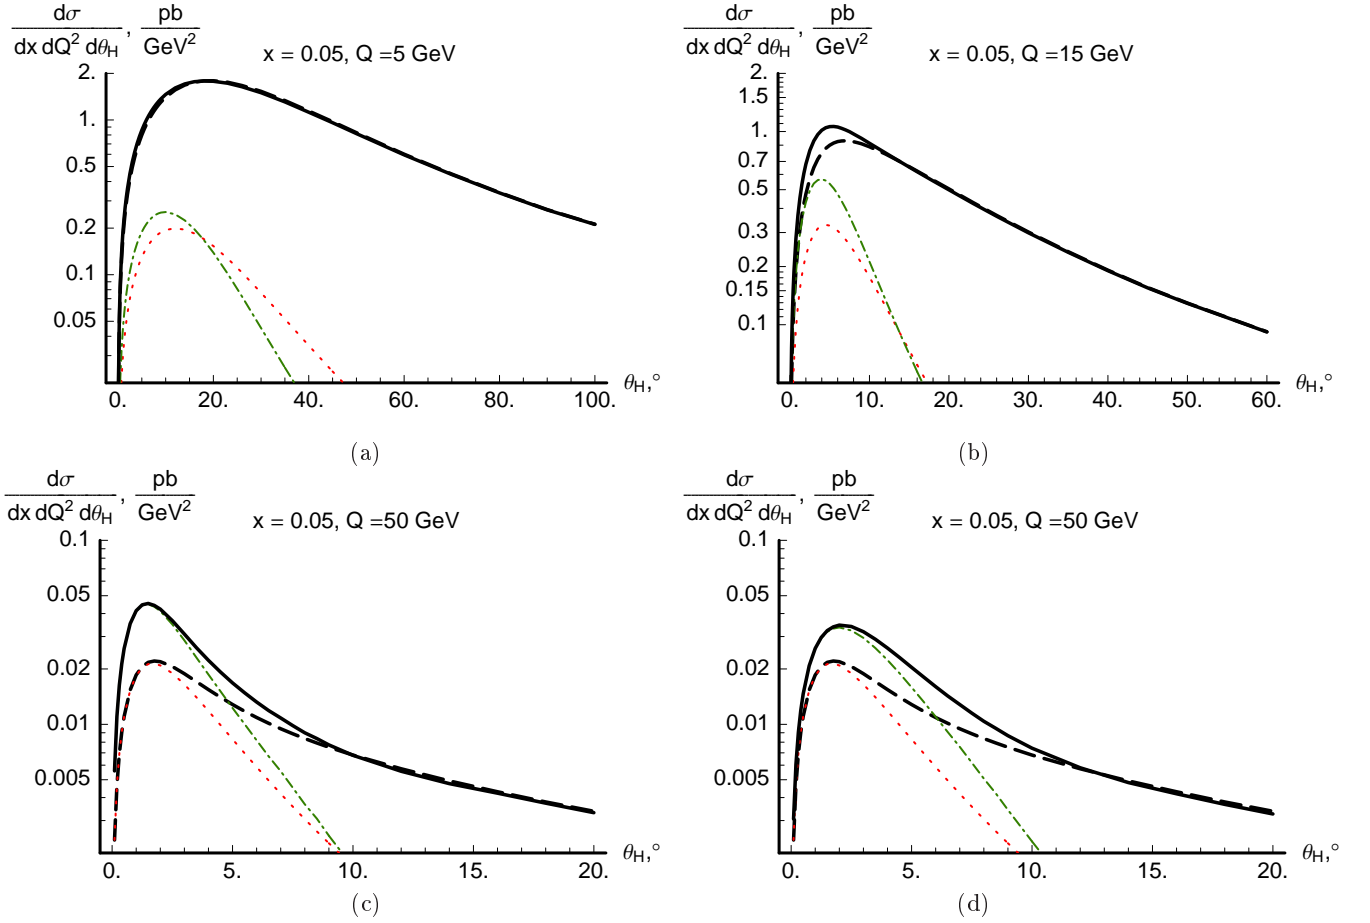 dσ/dx dQ² dθH, pb/GeV²
x = 0.05, Q =5 GeV
2.
1.
0.5
0.2
0.1
0.05
0. 20. 40. 60. 80. 100.
θH,°
(a)
dσ/dx dQ² dθH, pb/GeV²
x = 0.05, Q =15 GeV
2.
1.5
1.
0.7
0.5
0.3
0.2
0.15
0.1
0. 10. 20. 30. 40. 50. 60.
θH,°
(b)
dσ/dx dQ² dθH, pb/GeV²
x = 0.05, Q =50 GeV
0.1
0.05
0.02
0.01
0.005
0. 5. 10. 15. 20.
θH,°
(c)
dσ/dx dQ² dθH, pb/GeV²
x = 0.05, Q =50 GeV
0.1
0.05
0.02
0.01
0.005
0. 5. 10. 15. 20.
θH,°
(d)